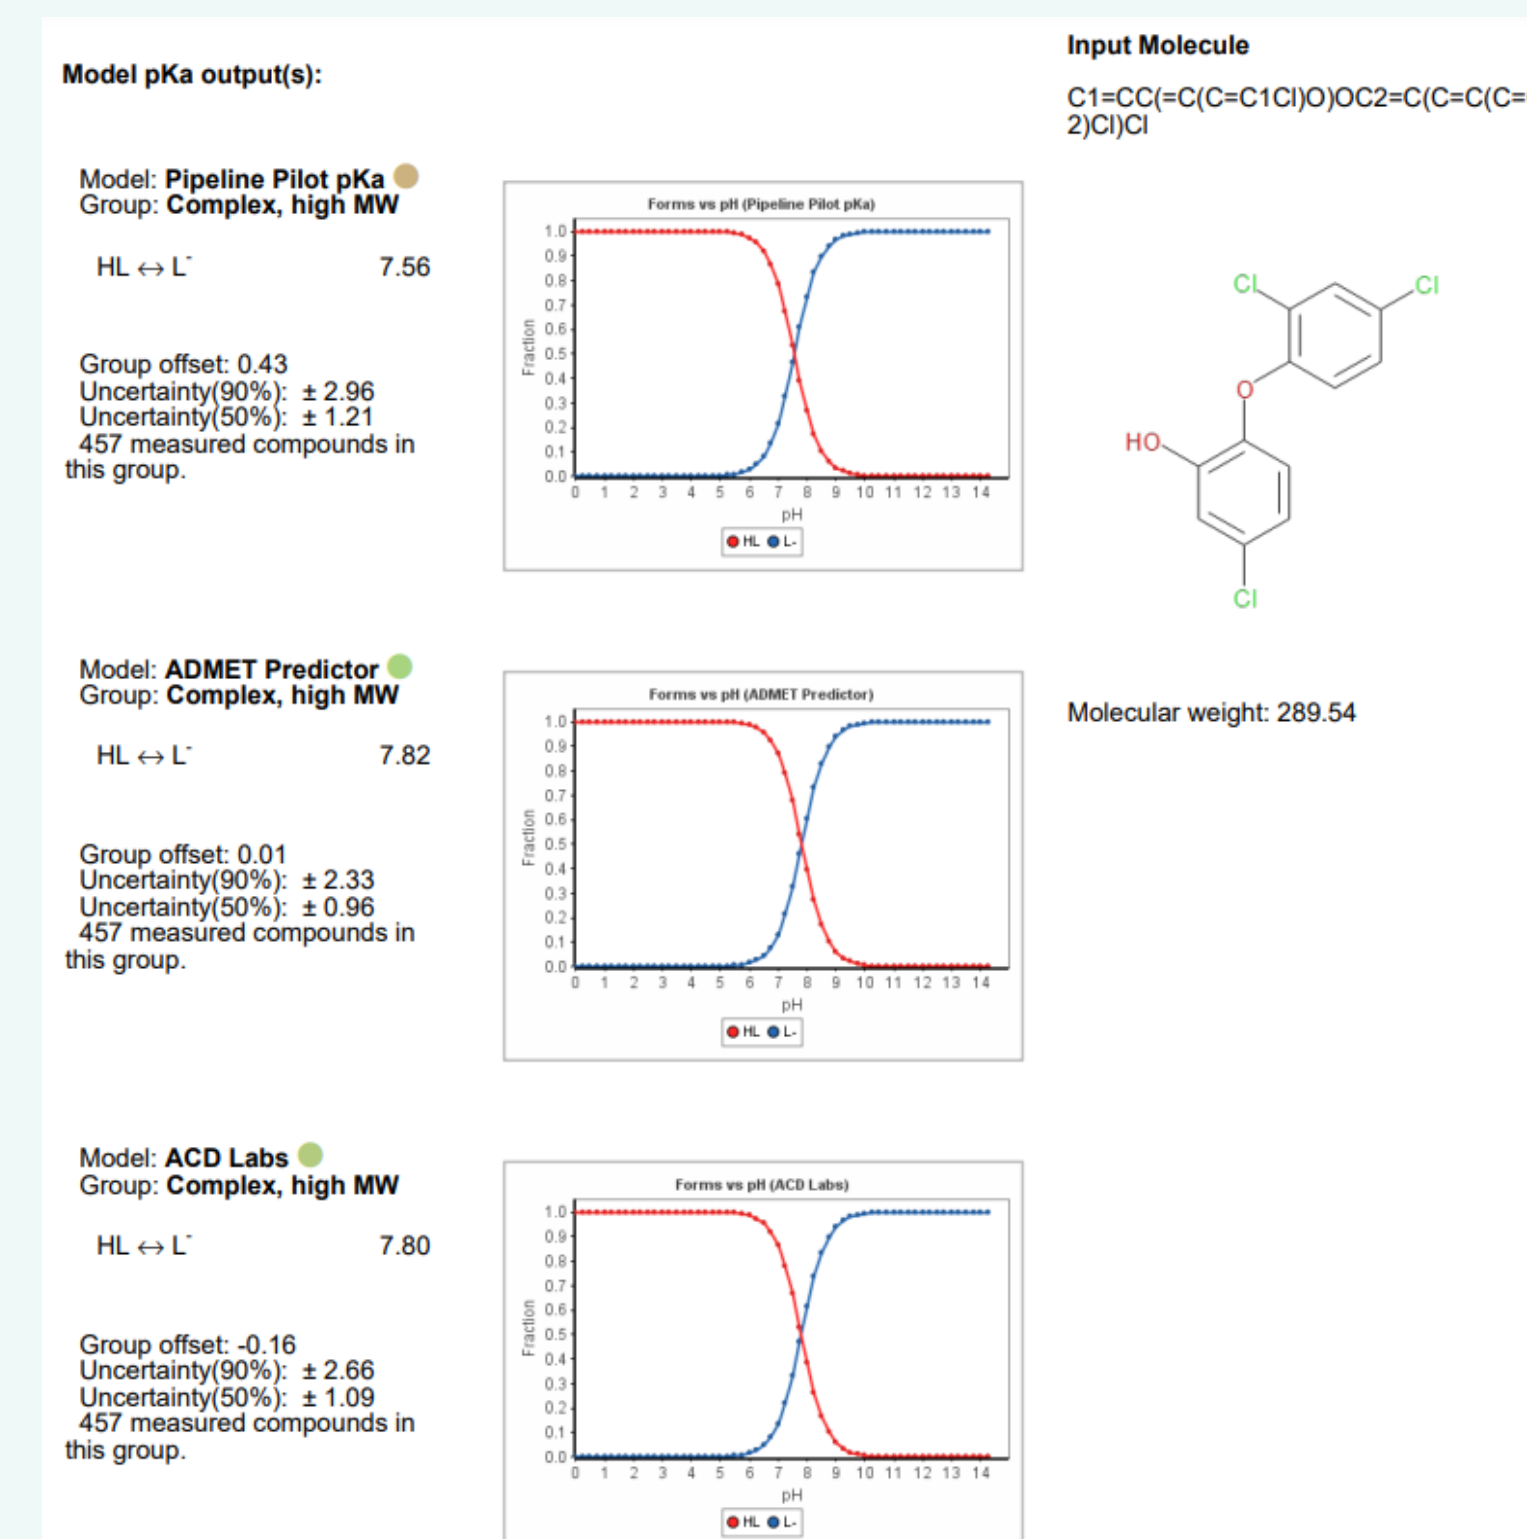 Model pKa output(s):
Input Molecule
C1=CC(=C(C=C1Cl)O)OC2=C(C=C(C=
2)Cl)Cl
Model: Pipeline Pilot pKa
Group: Complex, high MW
HL ↔ L⁻ 7.56
Group offset: 0.43
Uncertainty(90%): ± 2.96
Uncertainty(50%): ± 1.21
457 measured compounds in
this group.
Forms vs pH (Pipeline Pilot pKa)
Fraction
1.0
0.9
0.8
0.7
0.6
0.5
0.4
0.3
0.2
0.1
0.0
0 1 2 3 4 5 6 7 8 9 10 11 12 13 14
pH
HL L-
Cl
Cl
O
HO
Cl
Molecular weight: 289.54
Model: ADMET Predictor
Group: Complex, high MW
HL ↔ L⁻ 7.82
Group offset: 0.01
Uncertainty(90%): ± 2.33
Uncertainty(50%): ± 0.96
457 measured compounds in
this group.
Forms vs pH (ADMET Predictor)
Fraction
1.0
0.9
0.8
0.7
0.6
0.5
0.4
0.3
0.2
0.1
0.0
0 1 2 3 4 5 6 7 8 9 10 11 12 13 14
pH
HL L-
Model: ACD Labs
Group: Complex, high MW
HL ↔ L⁻ 7.80
Group offset: -0.16
Uncertainty(90%): ± 2.66
Uncertainty(50%): ± 1.09
457 measured compounds in
this group.
Forms vs pH (ACD Labs)
Fraction
1.0
0.9
0.8
0.7
0.6
0.5
0.4
0.3
0.2
0.1
0.0
0 1 2 3 4 5 6 7 8 9 10 11 12 13 14
pH
HL L-